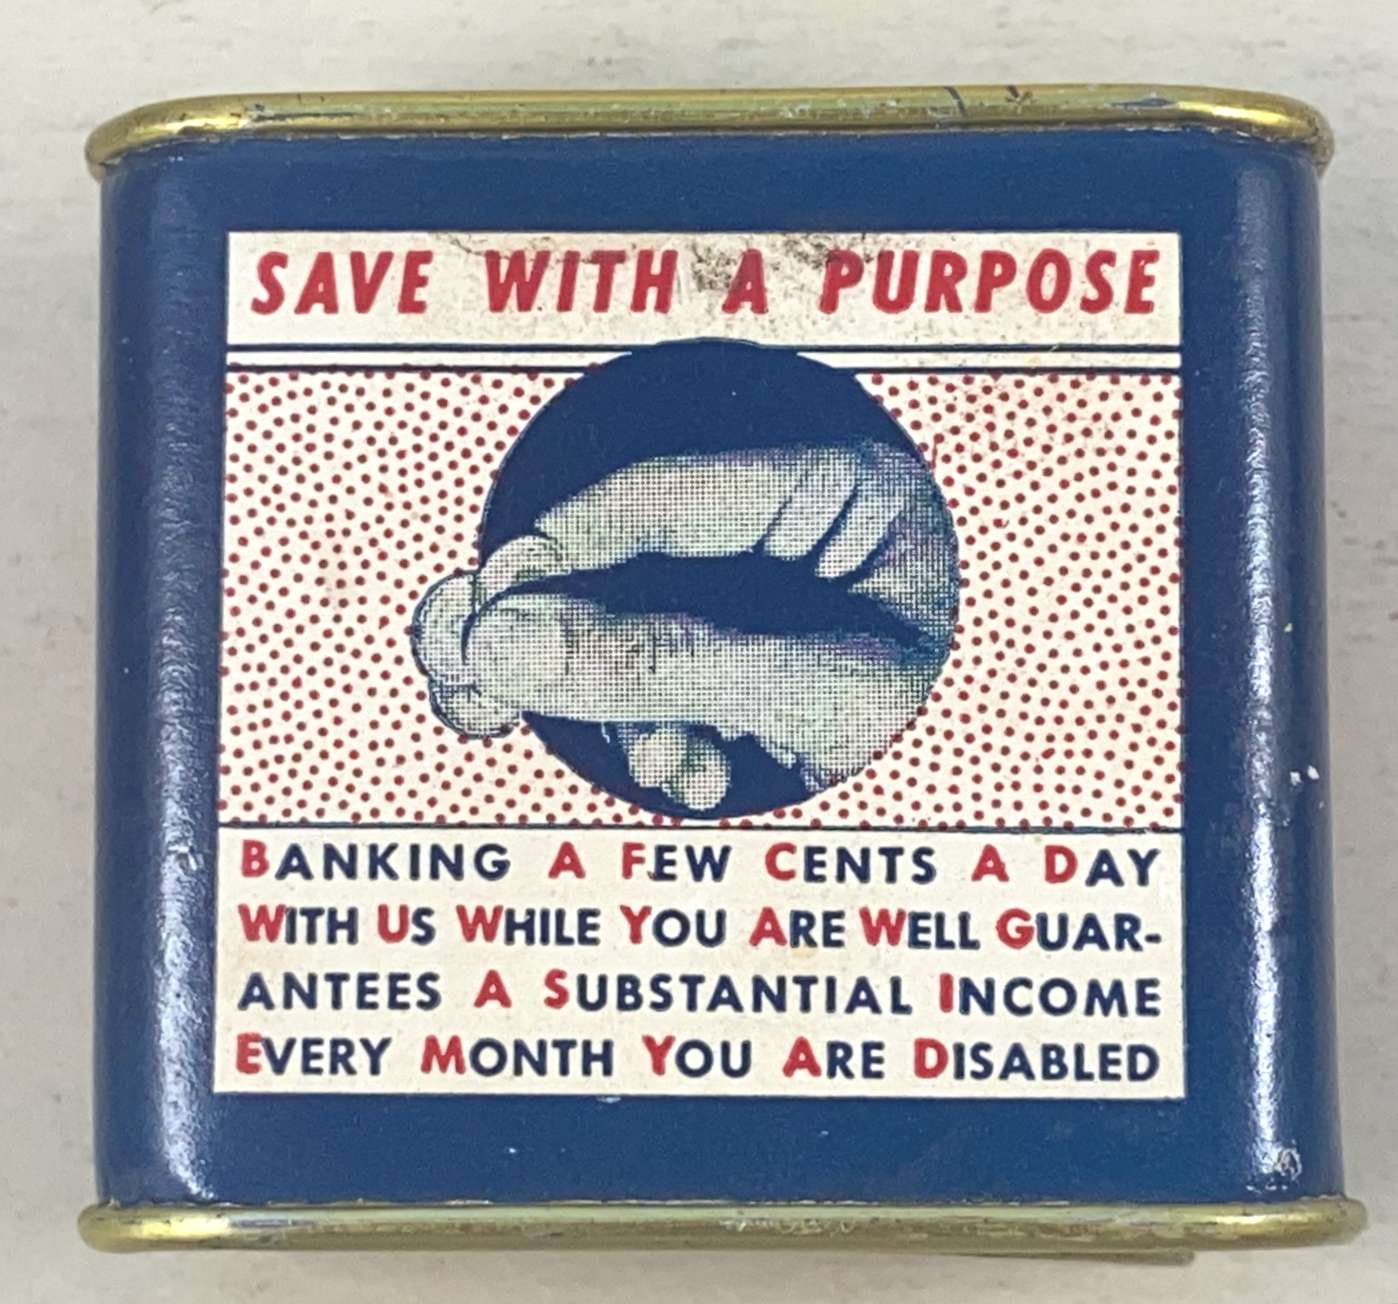 SAVE WITH A PURPOSE
BANKING A FEW CENTS A DAY
WITH US WHILE YOU ARE WELL GUAR-
ANTEES A SUBSTANTIAL INCOME
EVERY MONTH YOU ARE DISABLED